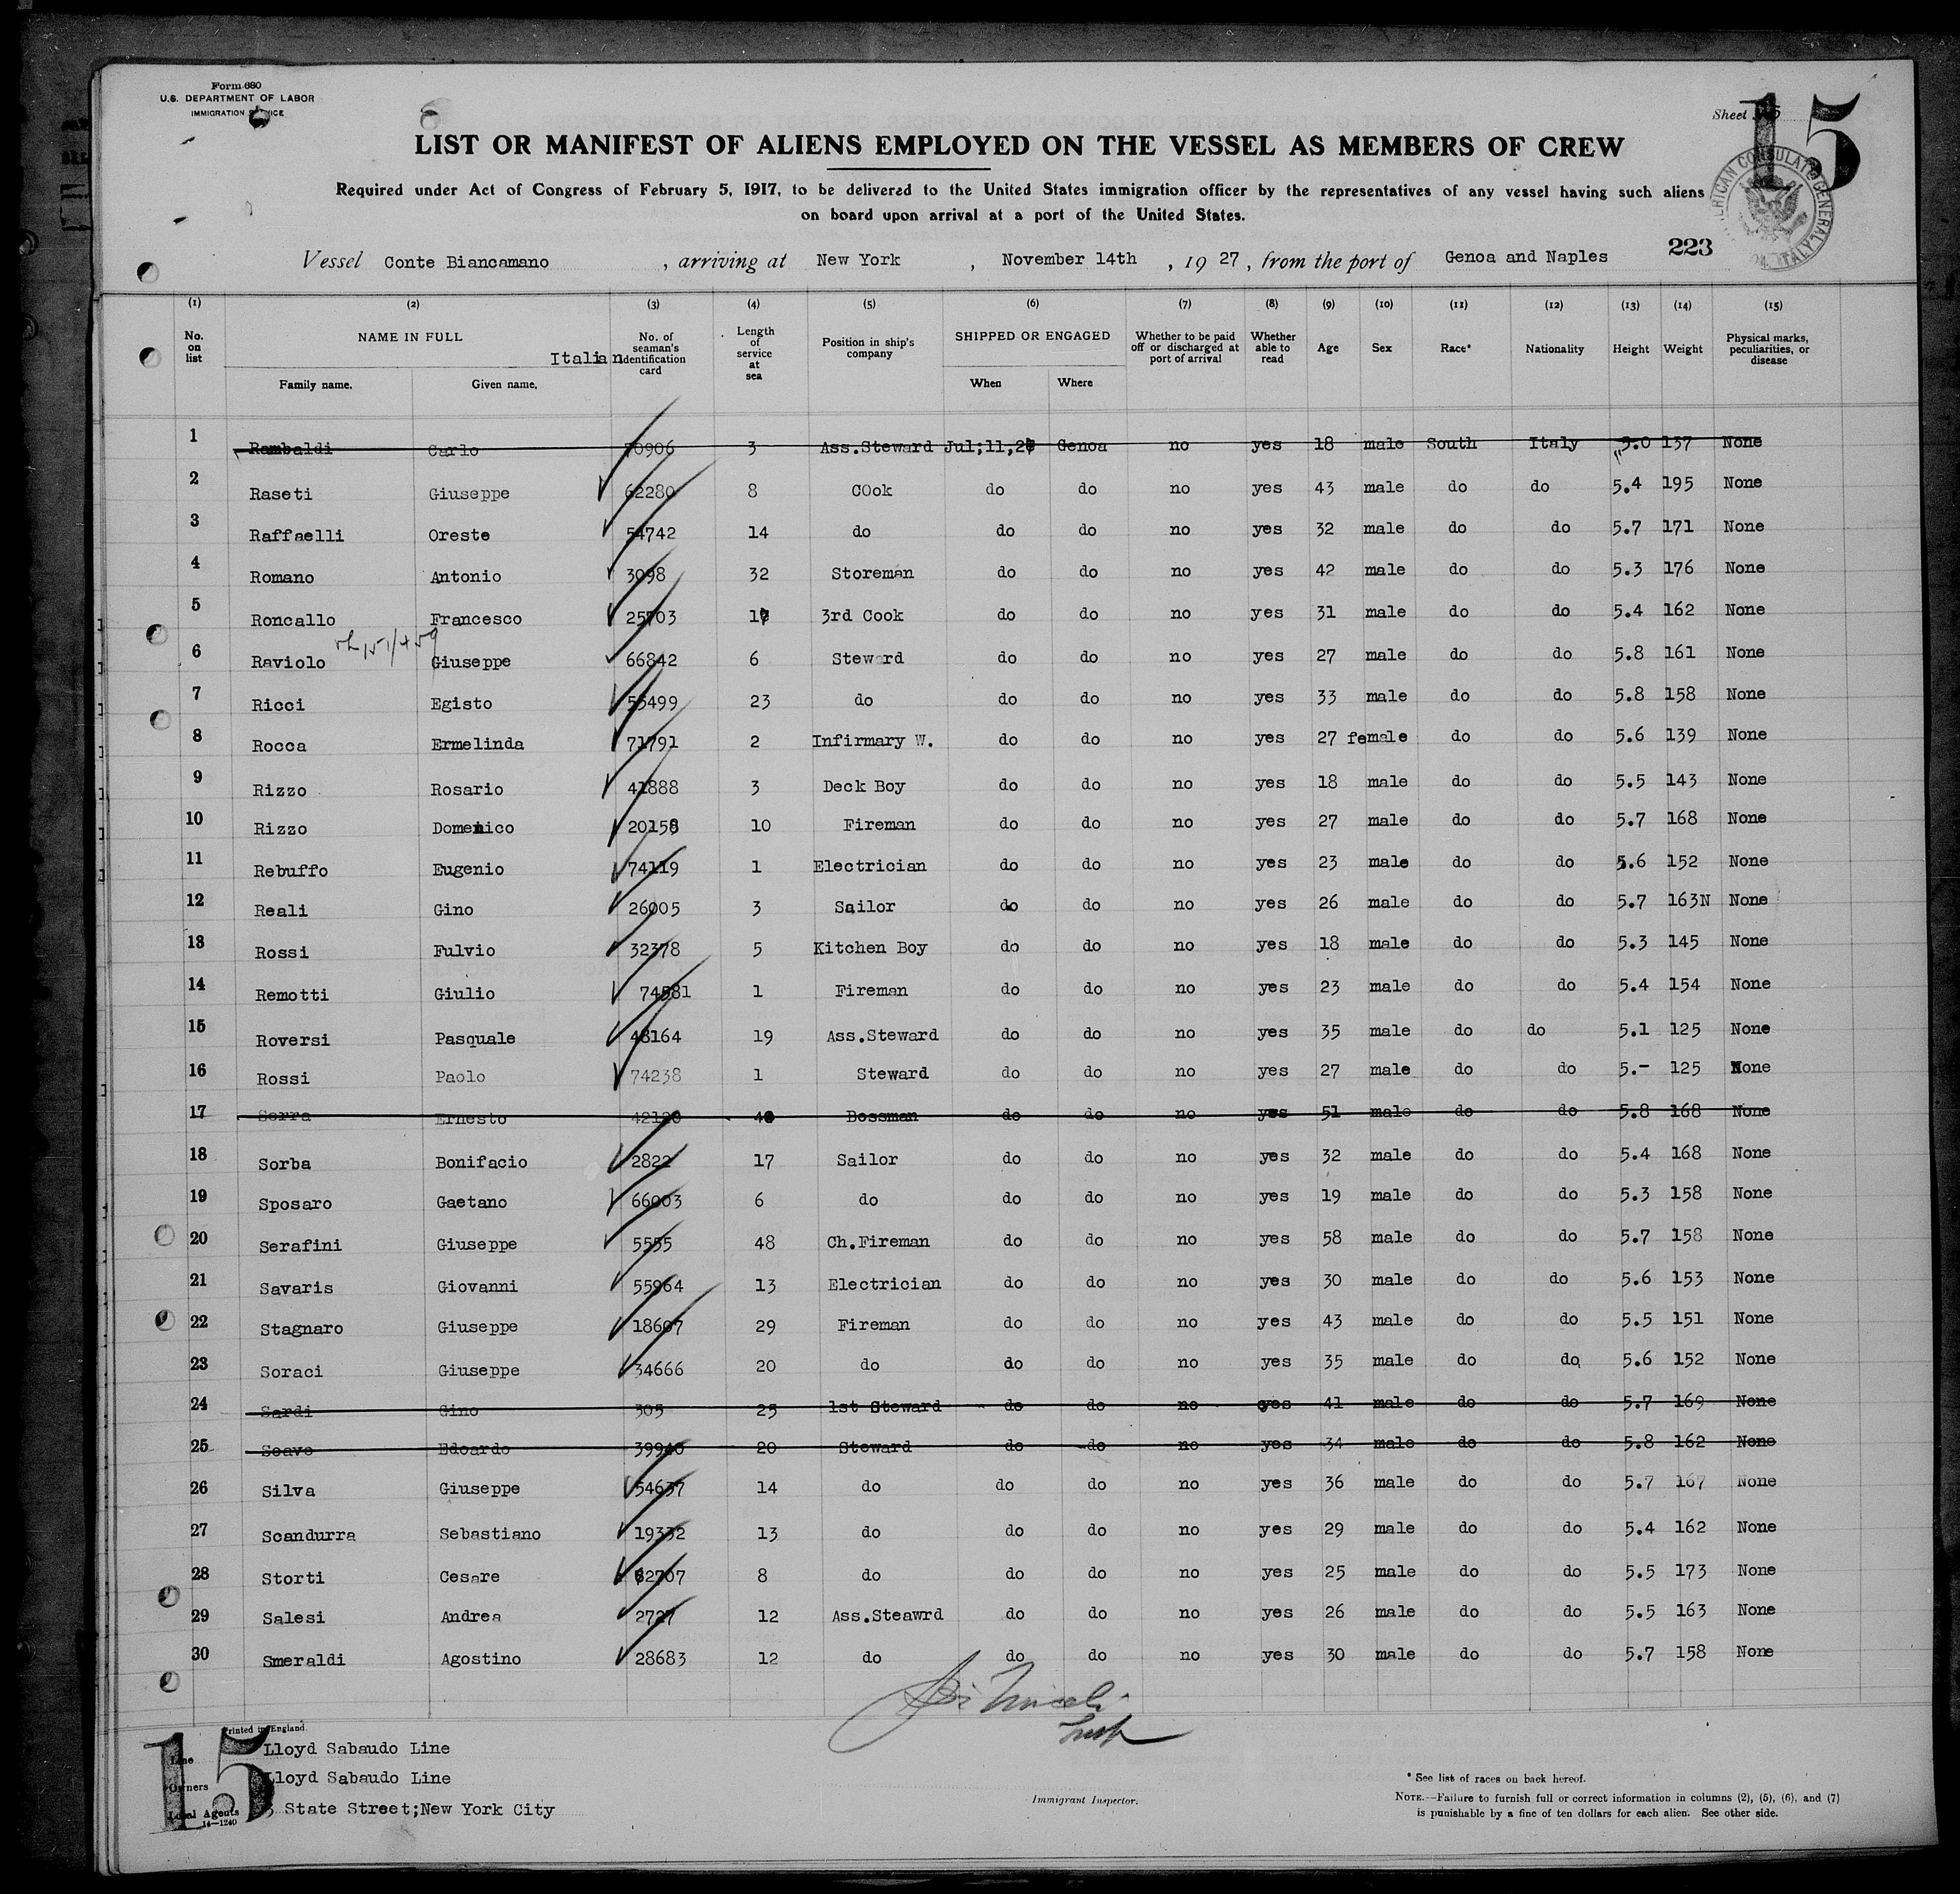 Form 680
U.S. DEPARTMENT OF LABOR
IMMIGRATION SERVICE
Sheet 15
LIST OR MANIFEST OF ALIENS EMPLOYED ON THE VESSEL AS MEMBERS OF CREW
Required under Act of Congress of February 5, 1917, to be delivered to the United States immigration officer by the representatives of any vessel having such aliens
on board upon arrival at a port of the United States.
223
Vessel Conte Biancamano, arriving at New York, November 14th, 1927, from the port of Genoa and Naples
(1) (2) (3) (4) (5) (6) (7) (8) (9) (10) (11) (12) (13) (14) (15)
No. on list NAME IN FULL Family name. Given name. Italian No. of seaman's identification card Length of service at sea Position in ship's company SHIPPED OR ENGAGED When Where Whether to be paid off or discharged at port of arrival Whether able to read Age Sex Race* Nationality Height Weight Physical marks, peculiarities, or disease
1 Rambaldi Carlo 70906 3 Ass.Steward Jul;11,27 Genoa no yes 18 male South Italy 5.0 137 None
2 Raseti Giuseppe 62280 8 COok do do no yes 43 male do do 5.4 195 None
3 Raffaelli Oreste 54742 14 do do do no yes 32 male do do 5.7 171 None
4 Romano Antonio 3098 32 Storeman do do no yes 42 male do do 5.3 176 None
5 Roncallo Francesco 25703 17 3rd Cook do do no yes 31 male do do 5.4 162 None
6 Raviolo Giuseppe 66842 6 Steward do do no yes 27 male do do 5.8 161 None
7 Ricci Egisto 55499 23 do do do no yes 33 male do do 5.8 158 None
8 Rocca Ermelinda 71791 2 Infirmary W. do do no yes 27 female do do 5.6 139 None
9 Rizzo Rosario 41888 3 Deck Boy do do no yes 18 male do do 5.5 143 None
10 Rizzo Domenico 20158 10 Fireman do do no yes 27 male do do 5.7 168 None
11 Rebuffo Eugenio 74119 1 Electrician do do no yes 23 male do do 5.6 152 None
12 Reali Gino 26005 3 Sailor do do no yes 26 male do do 5.7 163N None
13 Rossi Fulvio 32378 5 Kitchen Boy do do no yes 18 male do do 5.3 145 None
14 Remotti Giulio 74581 1 Fireman do do no yes 23 male do do 5.4 154 None
15 Roversi Pasquale 48164 19 Ass.Steward do do no yes 35 male do do 5.1 125 None
16 Rossi Paolo 74238 1 Steward do do no yes 27 male do do 5.- 125 None
17 Serra Ernesto 42120 40 Bossman do do no yes 51 male do do 5.8 168 None
18 Sorba Bonifacio 2822 17 Sailor do do no yes 32 male do do 5.4 168 None
19 Sposaro Gaetano 66003 6 do do do no yes 19 male do do 5.3 158 None
20 Serafini Giuseppe 5555 48 Ch.Fireman do do no yes 58 male do do 5.7 158 None
21 Savaris Giovanni 55964 13 Electrician do do no yes 30 male do do 5.6 153 None
22 Stagnaro Giuseppe 18607 29 Fireman do do no yes 43 male do do 5.5 151 None
23 Soraci Giuseppe 34666 20 do do do no yes 35 male do do 5.6 152 None
24 Sardi Gino 305 25 1st Steward do do no yes 41 male do do 5.7 169 None
25 Soave Edoardo 39940 20 Steward do do no yes 34 male do do 5.8 162 None
26 Silva Giuseppe 54637 14 do do do no yes 36 male do do 5.7 167 None
27 Scandurra Sebastiano 19332 13 do do do no yes 29 male do do 5.4 162 None
28 Storti Cesare 62707 8 do do do no yes 25 male do do 5.5 173 None
29 Salesi Andrea 2727 12 Ass.Steawrd do do no yes 26 male do do 5.5 163 None
30 Smeraldi Agostino 28683 12 do do do no yes 30 male do do 5.7 158 None
Printed in England.
15
Line Lloyd Sabaudo Line
Owners Lloyd Sabaudo Line
Local Agents 3 State Street;New York City
14-1240
Immigrant Inspector.
* See list of races on back hereof.
NOTE.—Failure to furnish full or correct information in columns (2), (5), (6), and (7)
is punishable by a fine of ten dollars for each alien. See other side.